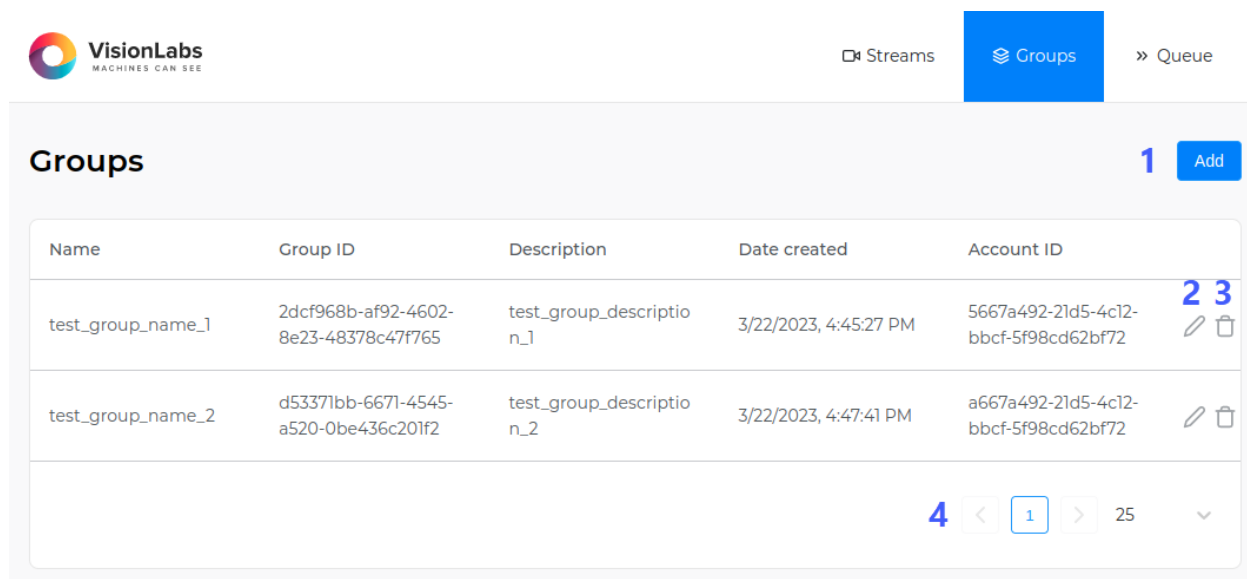 VisionLabs
MACHINES CAN SEE
Streams
Groups
Queue
Groups
1
Add
Name Group ID Description Date created Account ID
2 3
test_group_name_1 2dcf968b-af92-4602- test_group_descriptio 3/22/2023, 4:45:27 PM 5667a492-21d5-4c12-
8e23-48378c47f765 n_1 bbcf-5f98cd62bf72
test_group_name_2 d53371bb-6671-4545- test_group_descriptio 3/22/2023, 4:47:41 PM a667a492-21d5-4c12-
a520-0be436c201f2 n_2 bbcf-5f98cd62bf72
4 1 25